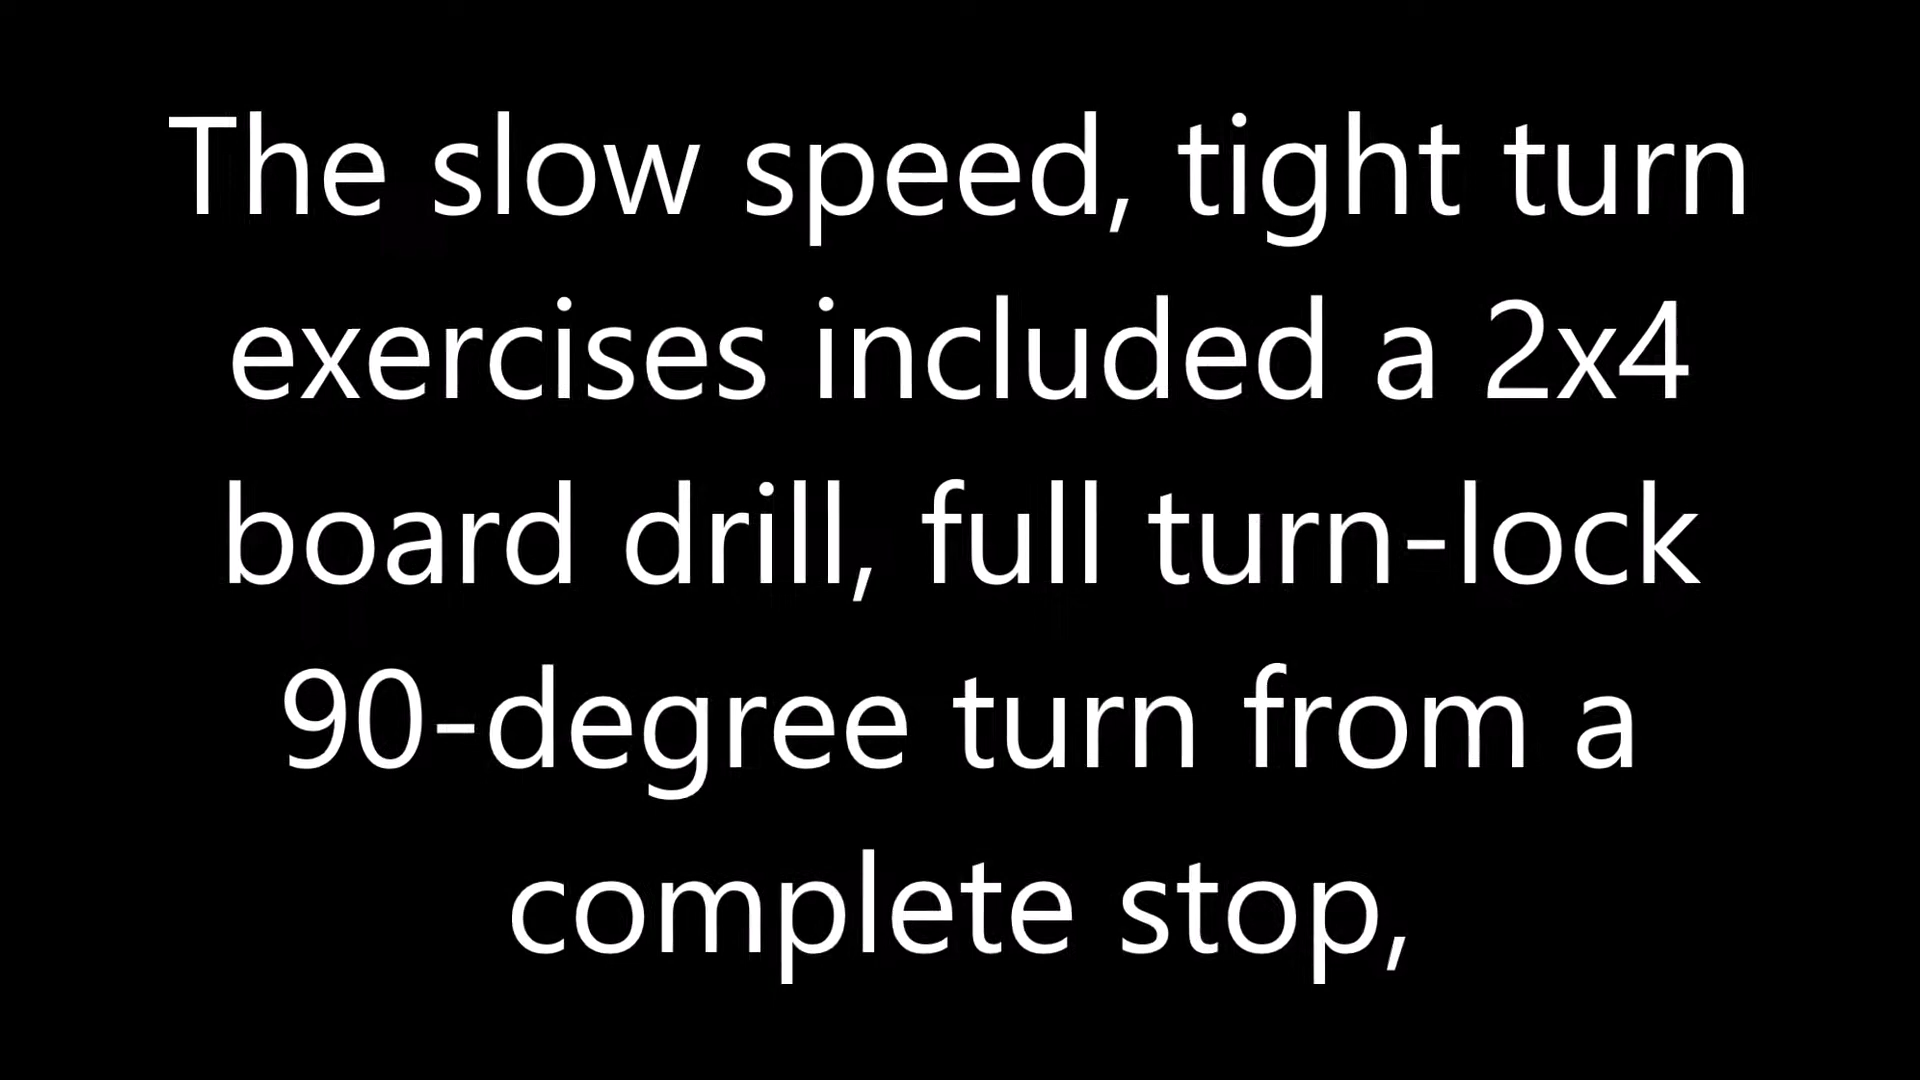 The slow speed, tight turn
exercises included a 2x4
board drill, full turn-lock
90-degree turn from a
complete stop,